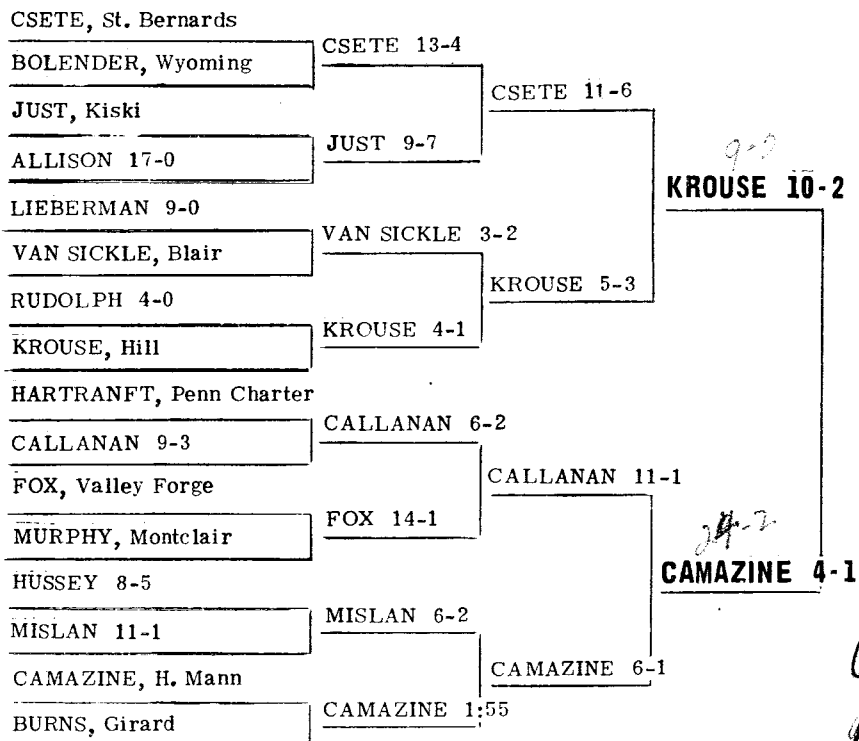 CSETE, St. Bernards
BOLENDER, Wyoming
JUST, Kiski
ALLISON 17-0
LIEBERMAN 9-0
VAN SICKLE, Blair
RUDOLPH 4-0
KROUSE, Hill
HARTRANFT, Penn Charter
CALLANAN 9-3
FOX, Valley Forge
MURPHY, Montclair
HUSSEY 8-5
MISLAN 11-1
CAMAZINE, H. Mann
BURNS, Girard
CSETE 13-4
JUST 9-7
VAN SICKLE 3-2
KROUSE 4-1
CALLANAN 6-2
FOX 14-1
MISLAN 6-2
CAMAZINE 1:55
CSETE 11-6
KROUSE 5-3
CALLANAN 11-1
CAMAZINE 6-1
KROUSE 10-2
CAMAZINE 4-1